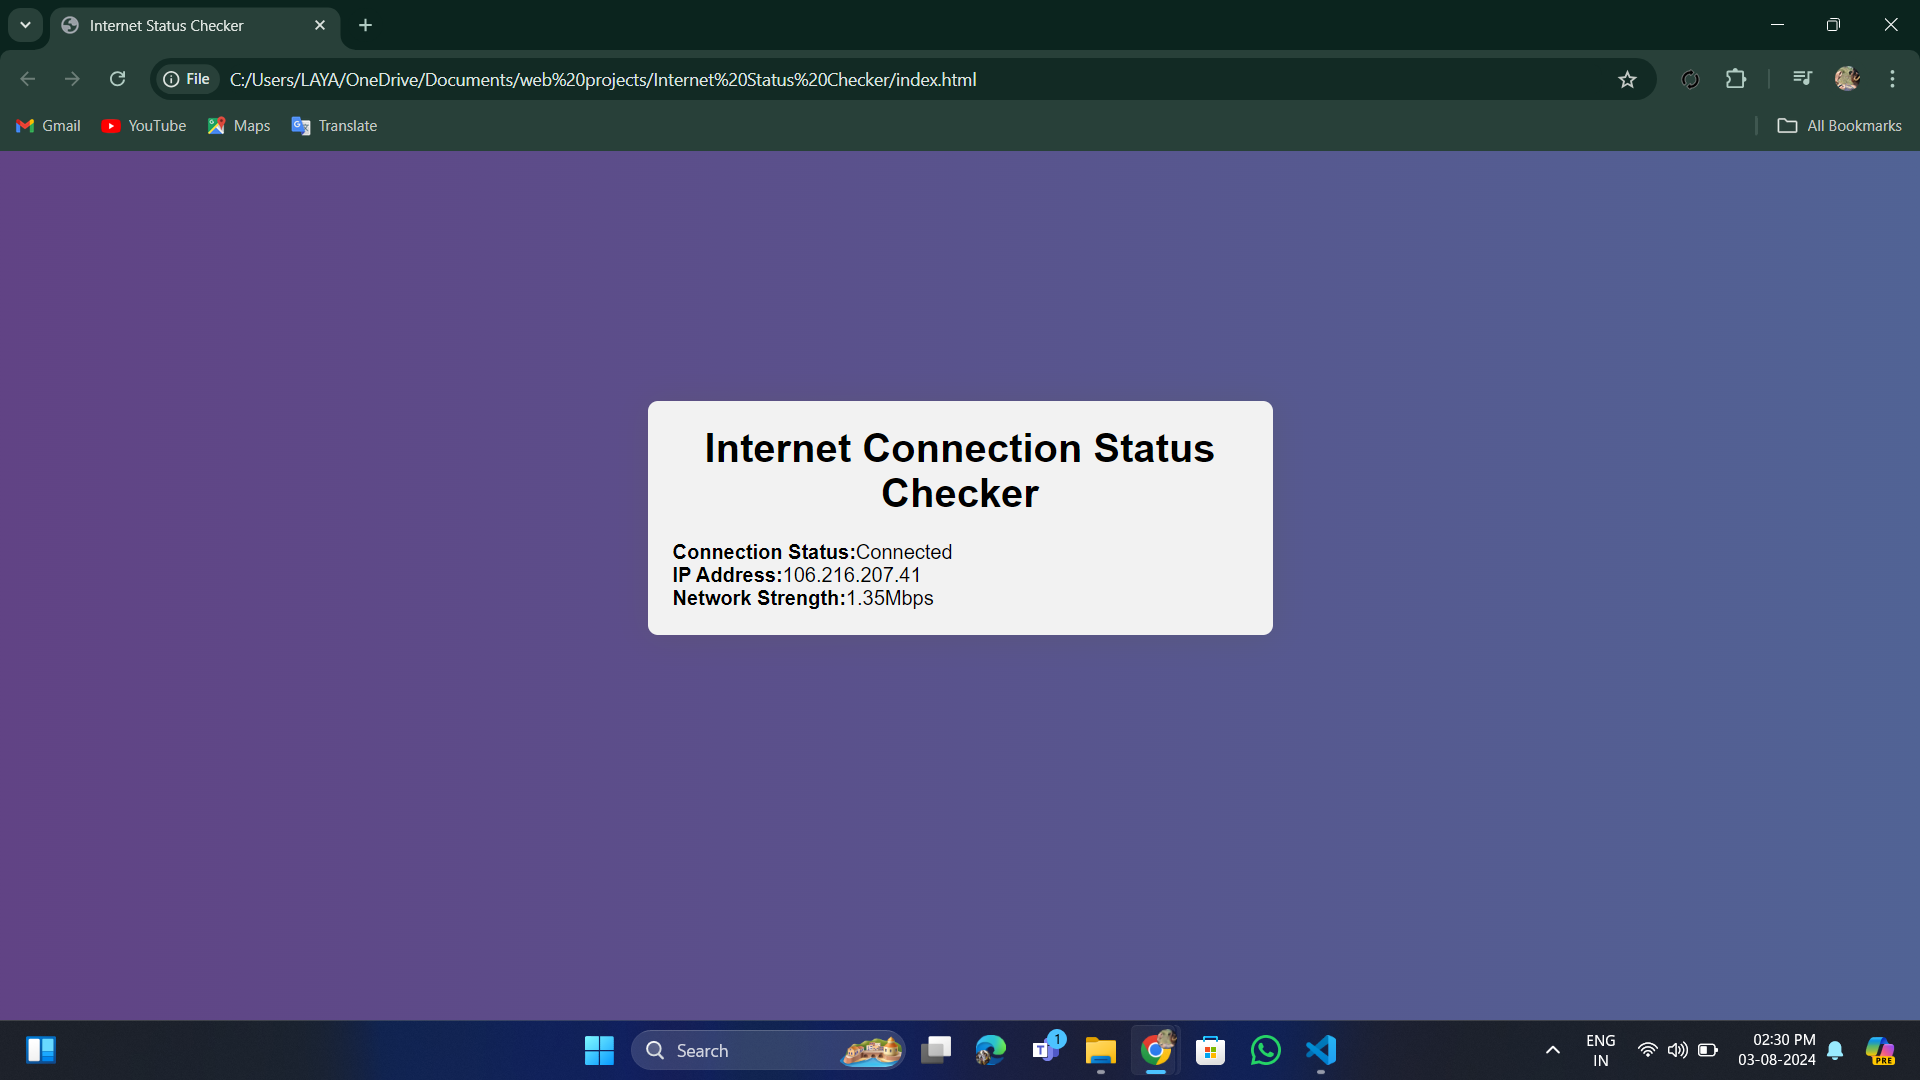 Internet Status Checker
File
C:/Users/LAYA/OneDrive/Documents/web%20projects/Internet%20Status%20Checker/index.html
Gmail YouTube Maps Translate All Bookmarks
Internet Connection Status
Checker
Connection Status:Connected
IP Address:106.216.207.41
Network Strength:1.35Mbps
Search
1
ENG
IN
02:30 PM
03-08-2024
PRE